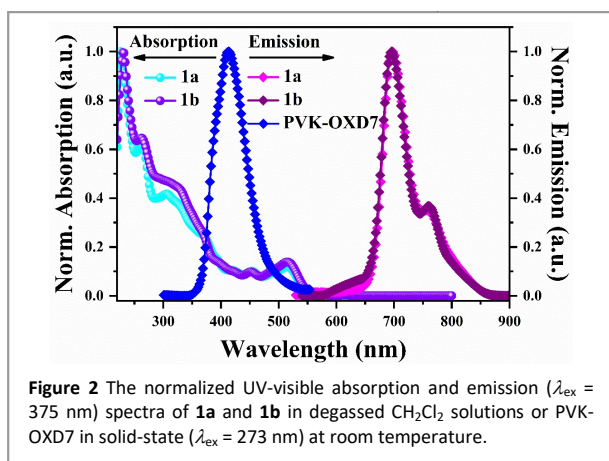 Absorption Emission
1a 1a
1b 1b
PVK-OXD7
Norm. Absorption (a.u.)
1.0
0.8
0.6
0.4
0.2
0.0
Norm. Emission (a.u.)
1.0
0.8
0.6
0.4
0.2
0.0
300 400 500 600 700 800 900
Wavelength (nm)
Figure 2 The normalized UV-visible absorption and emission (λex =
375 nm) spectra of 1a and 1b in degassed CH2Cl2 solutions or PVK-
OXD7 in solid-state (λex = 273 nm) at room temperature.